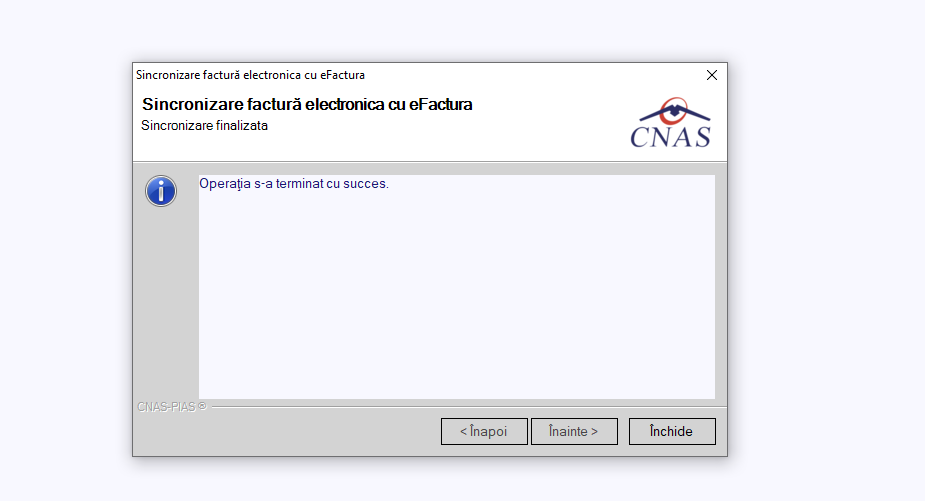 Sincronizare factură electronica cu eFactura
Sincronizare factură electronica cu eFactura
Sincronizare finalizata
CNAS
Operația s-a terminat cu succes.
CNAS-PIAS ®
< Înapoi
Înainte >
Închide